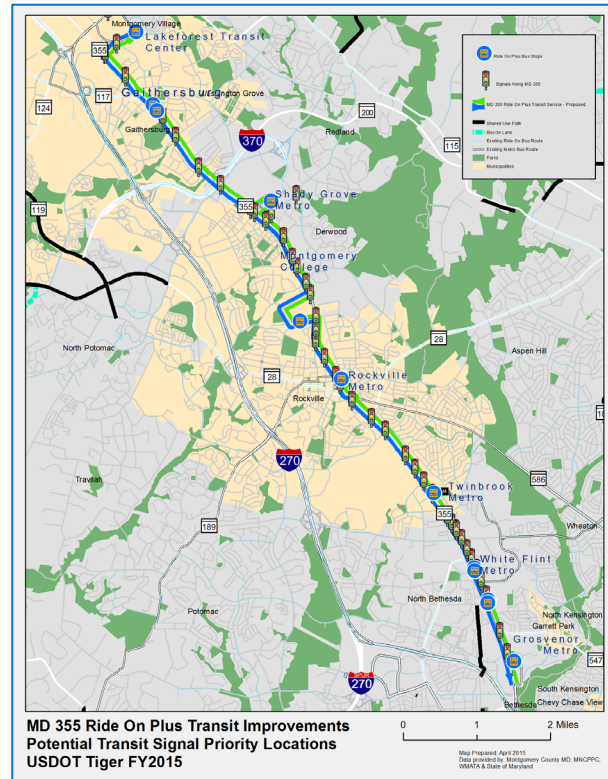 Montgomery Village
Lakeforest Transit
Center
355
117
124
Gaithersburg
Washington Grove
Gaithersburg
200
Redland
370
115
119
Shady Grove
Metro
355
Derwood
Montgomery
College
North Potomac
28
Aspen Hill
28
Rockville
Metro
Rockville
270
586
Travilah
189
Twinbrook
Metro
355
Wheaton
White Flint
Metro
Potomac
North Bethesda
North Kensington
Garrett Park
Grosvenor
Metro
547
270
South Kensington
Bethesda
Chevy Chase View
Ride On Plus Bus Stops
Signals Along MD 355
MD 355 Ride On Plus Transit Service - Proposed
Shared Use Path
Bicycle Lane
Existing Ride On Bus Route
Existing Metro Bus Route
Parks
Municipalities
MD 355 Ride On Plus Transit Improvements
Potential Transit Signal Priority Locations
USDOT Tiger FY2015
0 1 2 Miles
Map Prepared: April 2015
Data provided by: Montgomery County MD, MNCPPC,
WMATA & State of Maryland